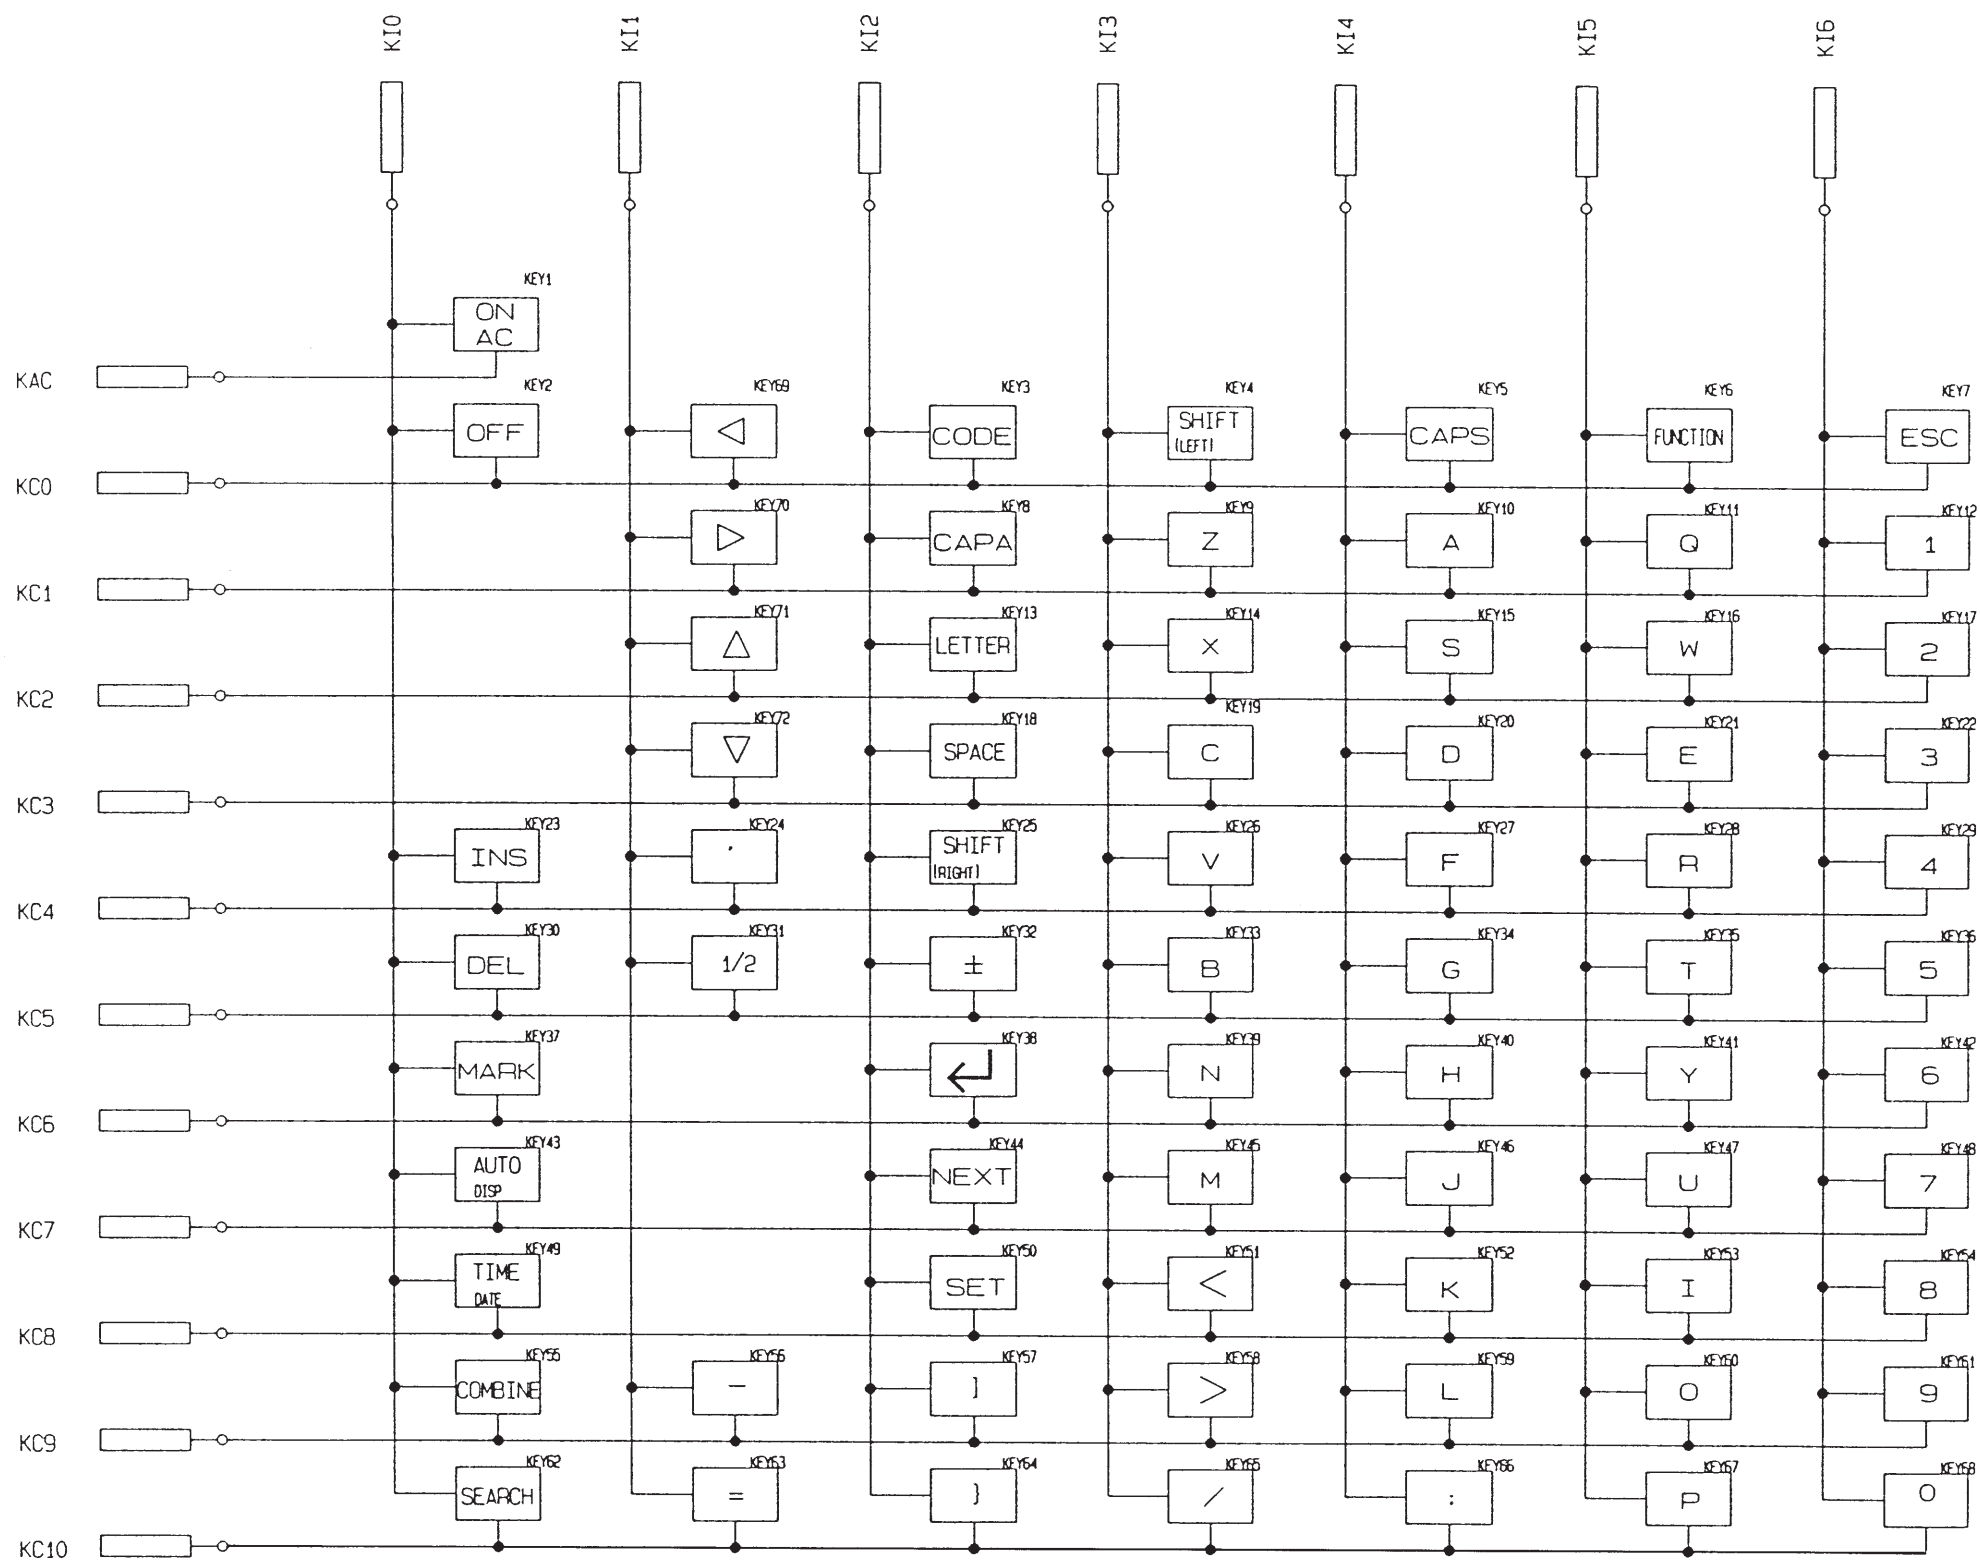 KI0 KI1 KI2 KI3 KI4 KI5 KI6
KEY1
ON
AC
KAC
KEY2 KEY69 KEY3 KEY4 KEY5 KEY6 KEY7
OFF CODE SHIFT CAPS FUNCTION ESC
(LEFT)
KC0
KEY70 KEY8 KEY9 KEY10 KEY11 KEY12
CAPA Z A Q 1
KC1
KEY71 KEY13 KEY14 KEY15 KEY16 KEY17
LETTER X S W 2
KC2
KEY72 KEY18 KEY19 KEY20 KEY21 KEY22
SPACE C D E 3
KC3
KEY23 KEY24 KEY25 KEY26 KEY27 KEY28 KEY29
INS ' SHIFT V F R 4
(RIGHT)
KC4
KEY30 KEY31 KEY32 KEY33 KEY34 KEY35 KEY36
DEL 1/2 ± B G T 5
KC5
KEY37 KEY38 KEY39 KEY40 KEY41 KEY42
MARK N H Y 6
KC6
KEY43 KEY44 KEY45 KEY46 KEY47 KEY48
AUTO NEXT M J U 7
DISP
KC7
KEY49 KEY50 KEY51 KEY52 KEY53 KEY54
TIME SET < K I 8
DATE
KC8
KEY55 KEY56 KEY57 KEY58 KEY59 KEY60 KEY61
COMBINE - ] > L O 9
KC9
KEY62 KEY63 KEY64 KEY65 KEY66 KEY67 KEY68
SEARCH = } / : P 0
KC10